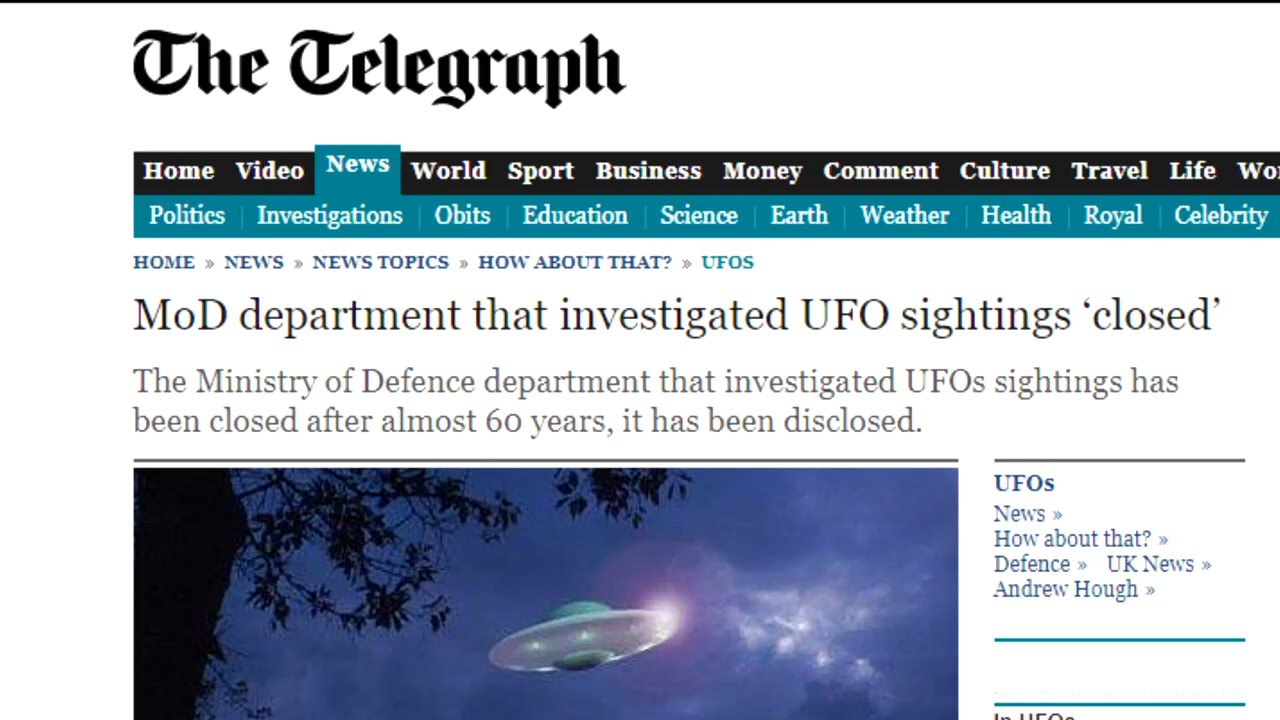 The Telegraph
Home Video News World Sport Business Money Comment Culture Travel Life
Politics Investigations Obits Education Science Earth Weather Health Royal Celebrity
HOME » NEWS » NEWS TOPICS » HOW ABOUT THAT? » UFOS
MoD department that investigated UFO sightings ‘closed’
The Ministry of Defence department that investigated UFOs sightings has
been closed after almost 60 years, it has been disclosed.
UFOs
News »
How about that? »
Defence » UK News »
Andrew Hough »
In UFOs